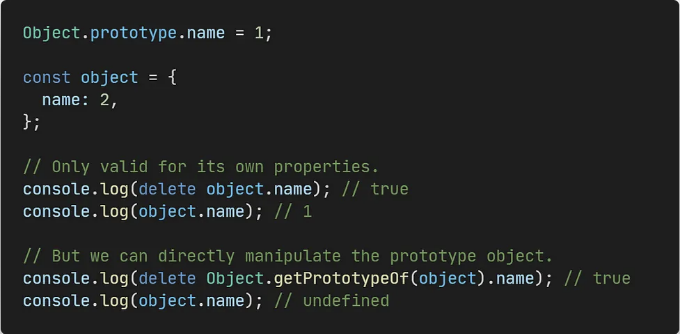 Object.prototype.name = 1;
const object = {
  name: 2,
};
// Only valid for its own properties.
console.log(delete object.name); // true
console.log(object.name); // 1
// But we can directly manipulate the prototype object.
console.log(delete Object.getPrototypeOf(object).name); // true
console.log(object.name); // undefined